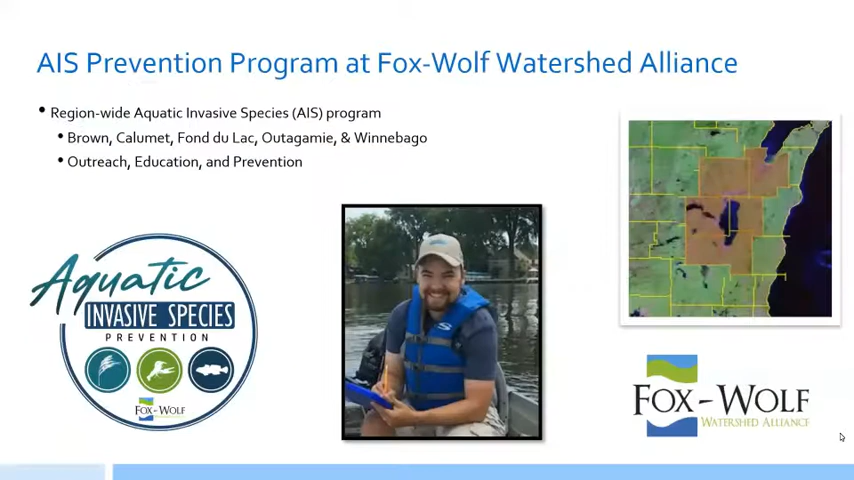 AIS Prevention Program at Fox-Wolf Watershed Alliance
• Region-wide Aquatic Invasive Species (AIS) program
• Brown, Calumet, Fond du Lac, Outagamie, & Winnebago
• Outreach, Education, and Prevention
Aquatic
INVASIVE SPECIES
PREVENTION
FOX-WOLF
FOX-WOLF
WATERSHED ALLIANCE